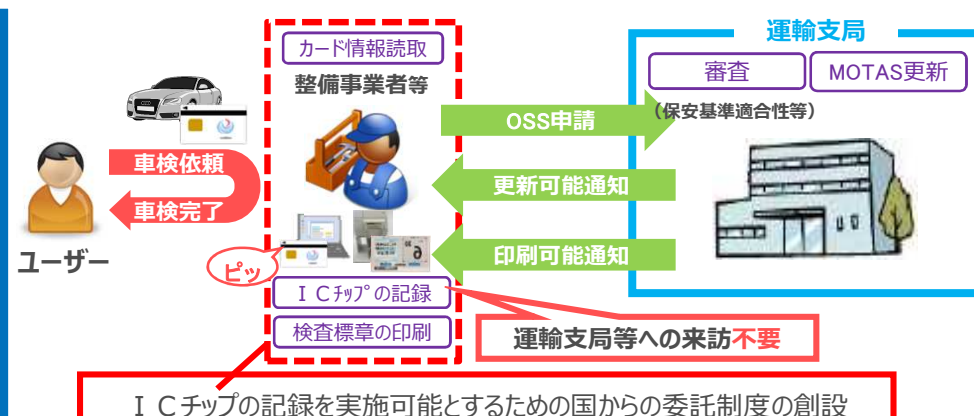 運輸支局
カード情報読取
審査
MOTAS更新
整備事業者等
(保安基準適合性等)
OSS申請
車検依頼
更新可能通知
車検完了
ユーザー
印刷可能通知
ピッ
ＩＣﾁｯﾌﾟの記録
検査標章の印刷
運輸支局等への来訪不要
ＩＣチップの記録を実施可能とするための国からの委託制度の創設